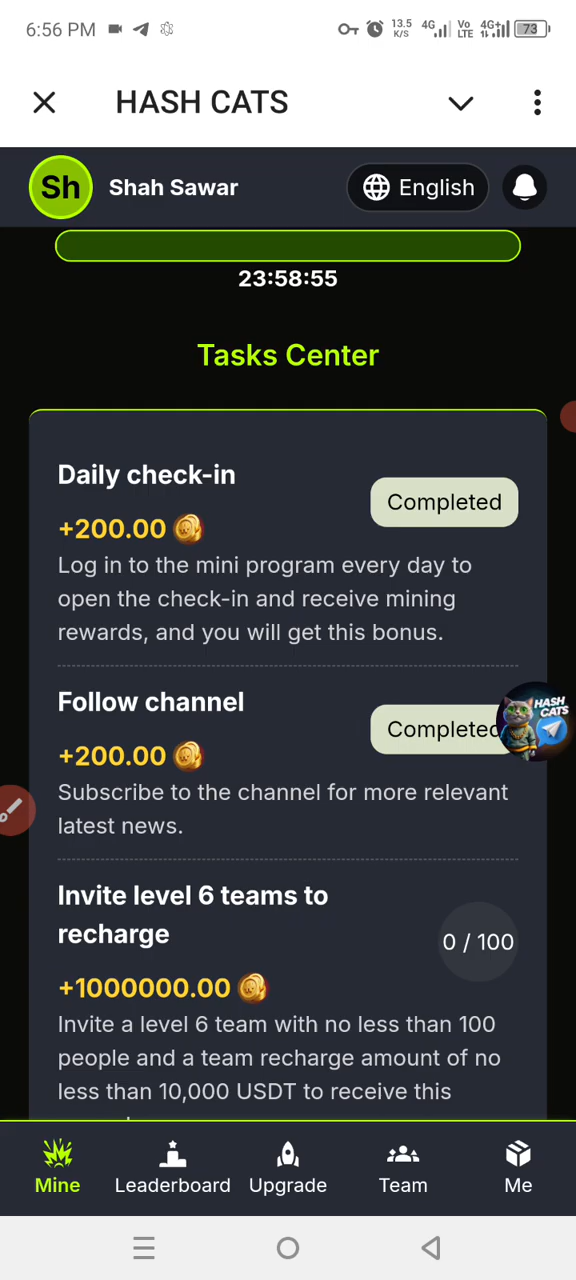 6:56 PM
13.5 K/S 4G Vo LTE 4G+ 73
HASH CATS
Sh Shah Sawar English
23:58:55
Tasks Center
Daily check-in
Completed
+200.00
Log in to the mini program every day to
open the check-in and receive mining
rewards, and you will get this bonus.
Follow channel
Completed
HASH CATS
+200.00
Subscribe to the channel for more relevant
latest news.
Invite level 6 teams to
recharge
0 / 100
+1000000.00
Invite a level 6 team with no less than 100
people and a team recharge amount of no
less than 10,000 USDT to receive this
Mine Leaderboard Upgrade Team Me